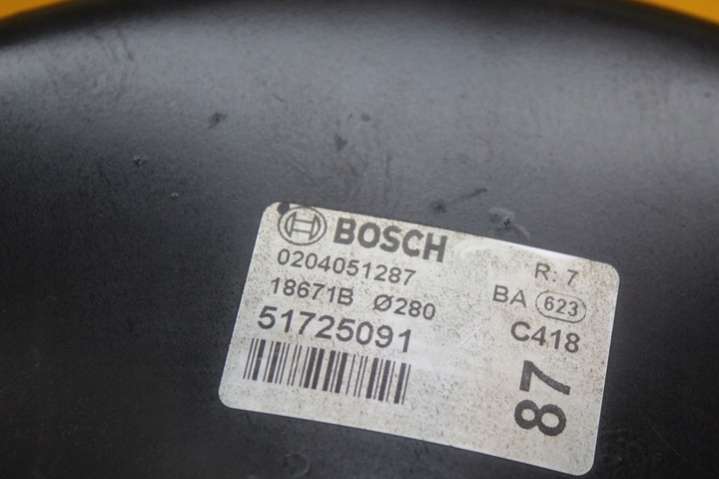 BOSCH
0204051287
18671B Ø280
51725091
R: 7
BA 623
C418
87